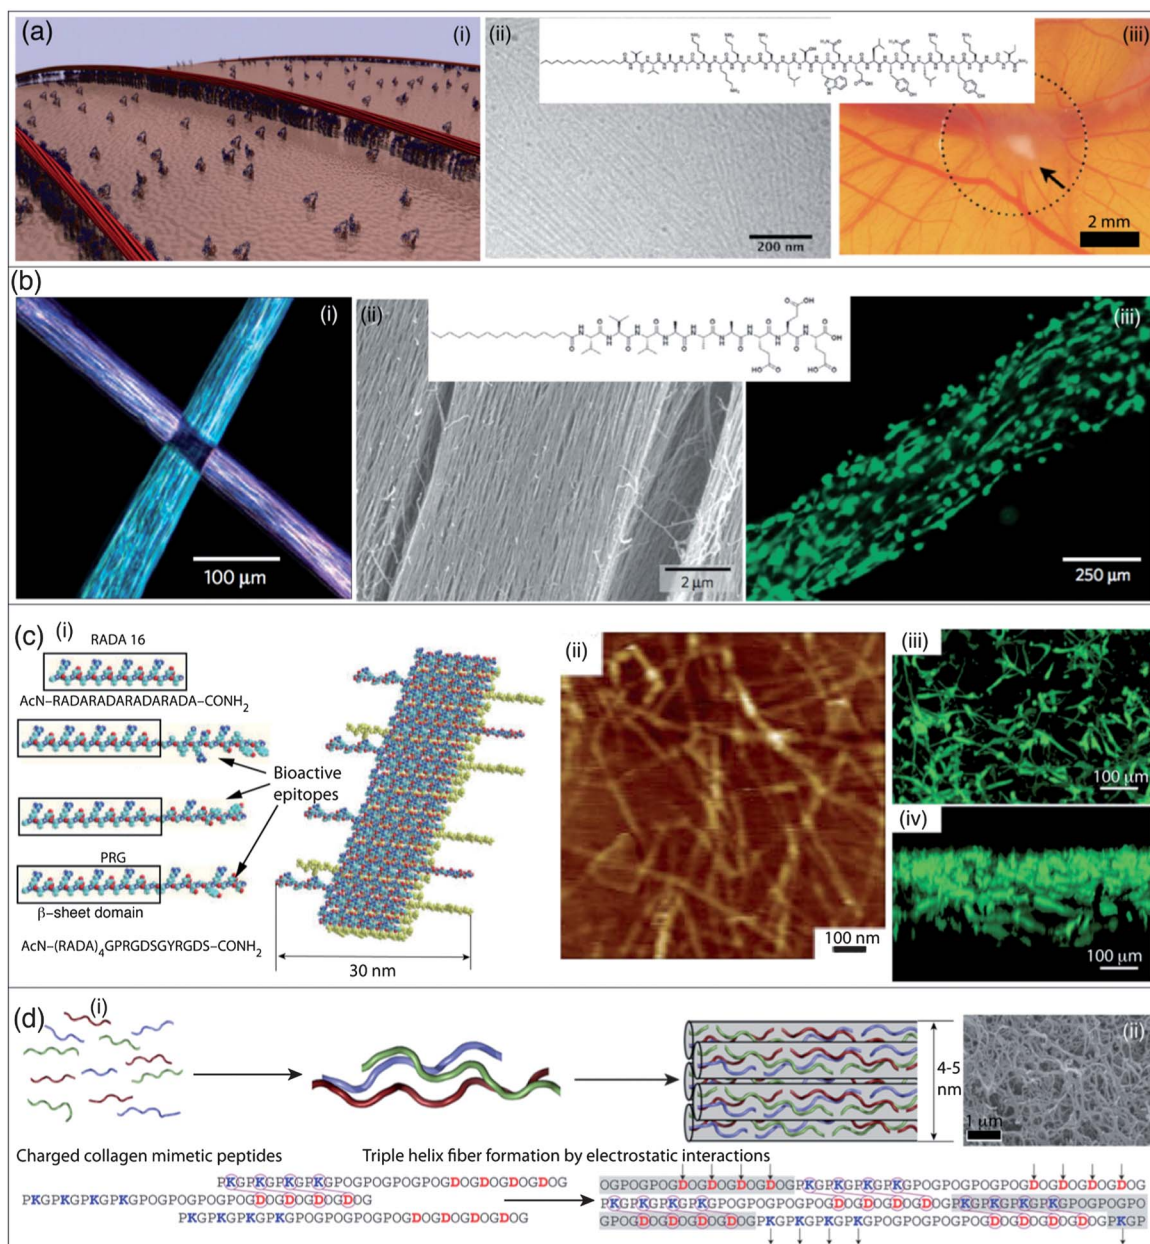 (a)
(i)
(ii)
200 nm
(iii)
2 mm
(b)
(i)
100 μm
(ii)
2 μm
(iii)
250 μm
(c)
(i)
RADA 16
AcN–RADARADARADARADA–CONH2
Bioactive
epitopes
PRG
β–sheet domain
AcN–(RADA)4GPRGDSGYRGDS–CONH2
30 nm
(ii)
100 nm
(iii)
100 μm
(iv)
100 μm
(d)
(i)
4-5
nm
(ii)
1 μm
Charged collagen mimetic peptides
Triple helix fiber formation by electrostatic interactions
PKGPKGPKGPKGPOGPOGPOGPOGDOGDOGDOGDOG
PKGPKGPKGPKGPOGPOGPOGPOGDOGDOGDOGDOG
PKGPKGPKGPKGPOGPOGPOGPOGDOGDOGDOGDOG
OGPOGPOGDOGDOGDOGDOGPKGPKGPKGPKGPOGPOGPOGPOGDOGDOGDOGDOG
PKGPKGPKGPKGPOGPOGPOGPOGDOGDOGDOGDOGPKGPKGPKGPKGPOGPOGPO
GPOGDOGDOGDOGDOGPKGPKGPKGPKGPOGPOGPOGPOGDOGDOGDOGDOGPKGP